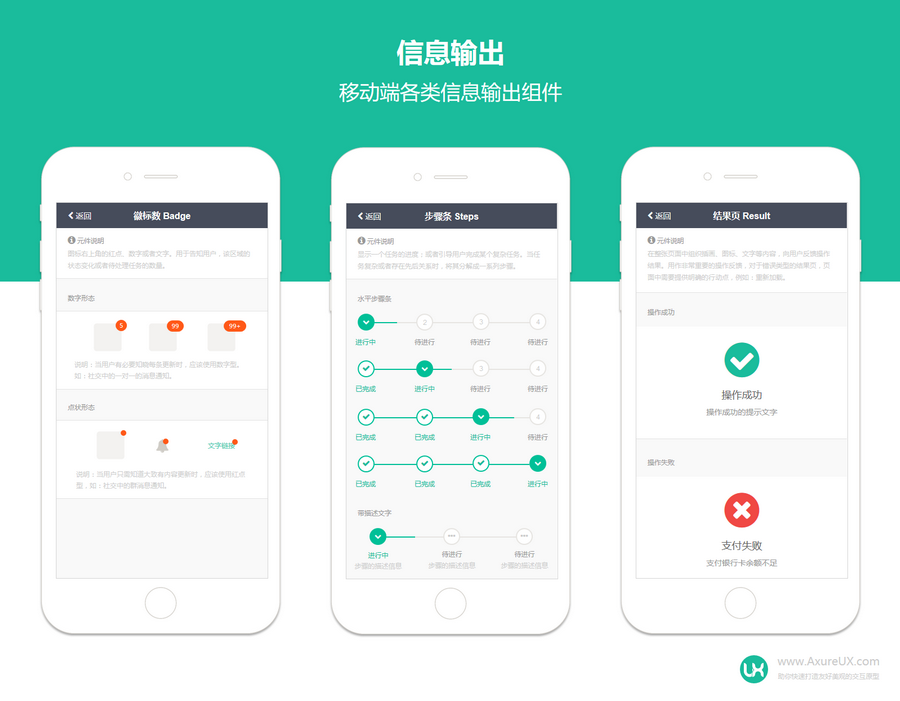 信息输出
移动端各类信息输出组件
返回
徽标数 Badge
元件说明
图标右上角的红点、数字或者文字。用于告知用户，该区域的
状态变化或者待处理任务的数量。
数字形态
5
99
99+
说明：当用户有必要知晓每条更新时，应该使用数字型。
如：社交中的一对一的消息通知。
点状形态
文字链接
说明：当用户只需知道大致有内容更新时，应该使用红点
型，如：社交中的群消息通知。
返回
步骤条 Steps
元件说明
显示一个任务的进度；或者引导用户完成某个复杂任务。当任
务复杂或者存在先后关系时，将其分解成一系列步骤。
水平步骤条
2
3
4
进行中
待进行
待进行
待进行
3
4
已完成
进行中
待进行
待进行
4
已完成
已完成
进行中
待进行
已完成
已完成
已完成
进行中
带描述文字
进行中
待进行
待进行
步骤的描述信息
步骤的描述信息
步骤的描述信息
返回
结果页 Result
元件说明
在整张页面中组织插画、图标、文字等内容，向用户反馈操作
结果。用作非常重要的操作反馈，对于错误类型的结果页，页
面中需要提供明确的行动点，例如：重新加载。
操作成功
操作成功
操作成功的提示文字
操作失败
支付失败
支付银行卡余额不足
UX
www.AxureUX.com
助你快速打造友好美观的交互原型